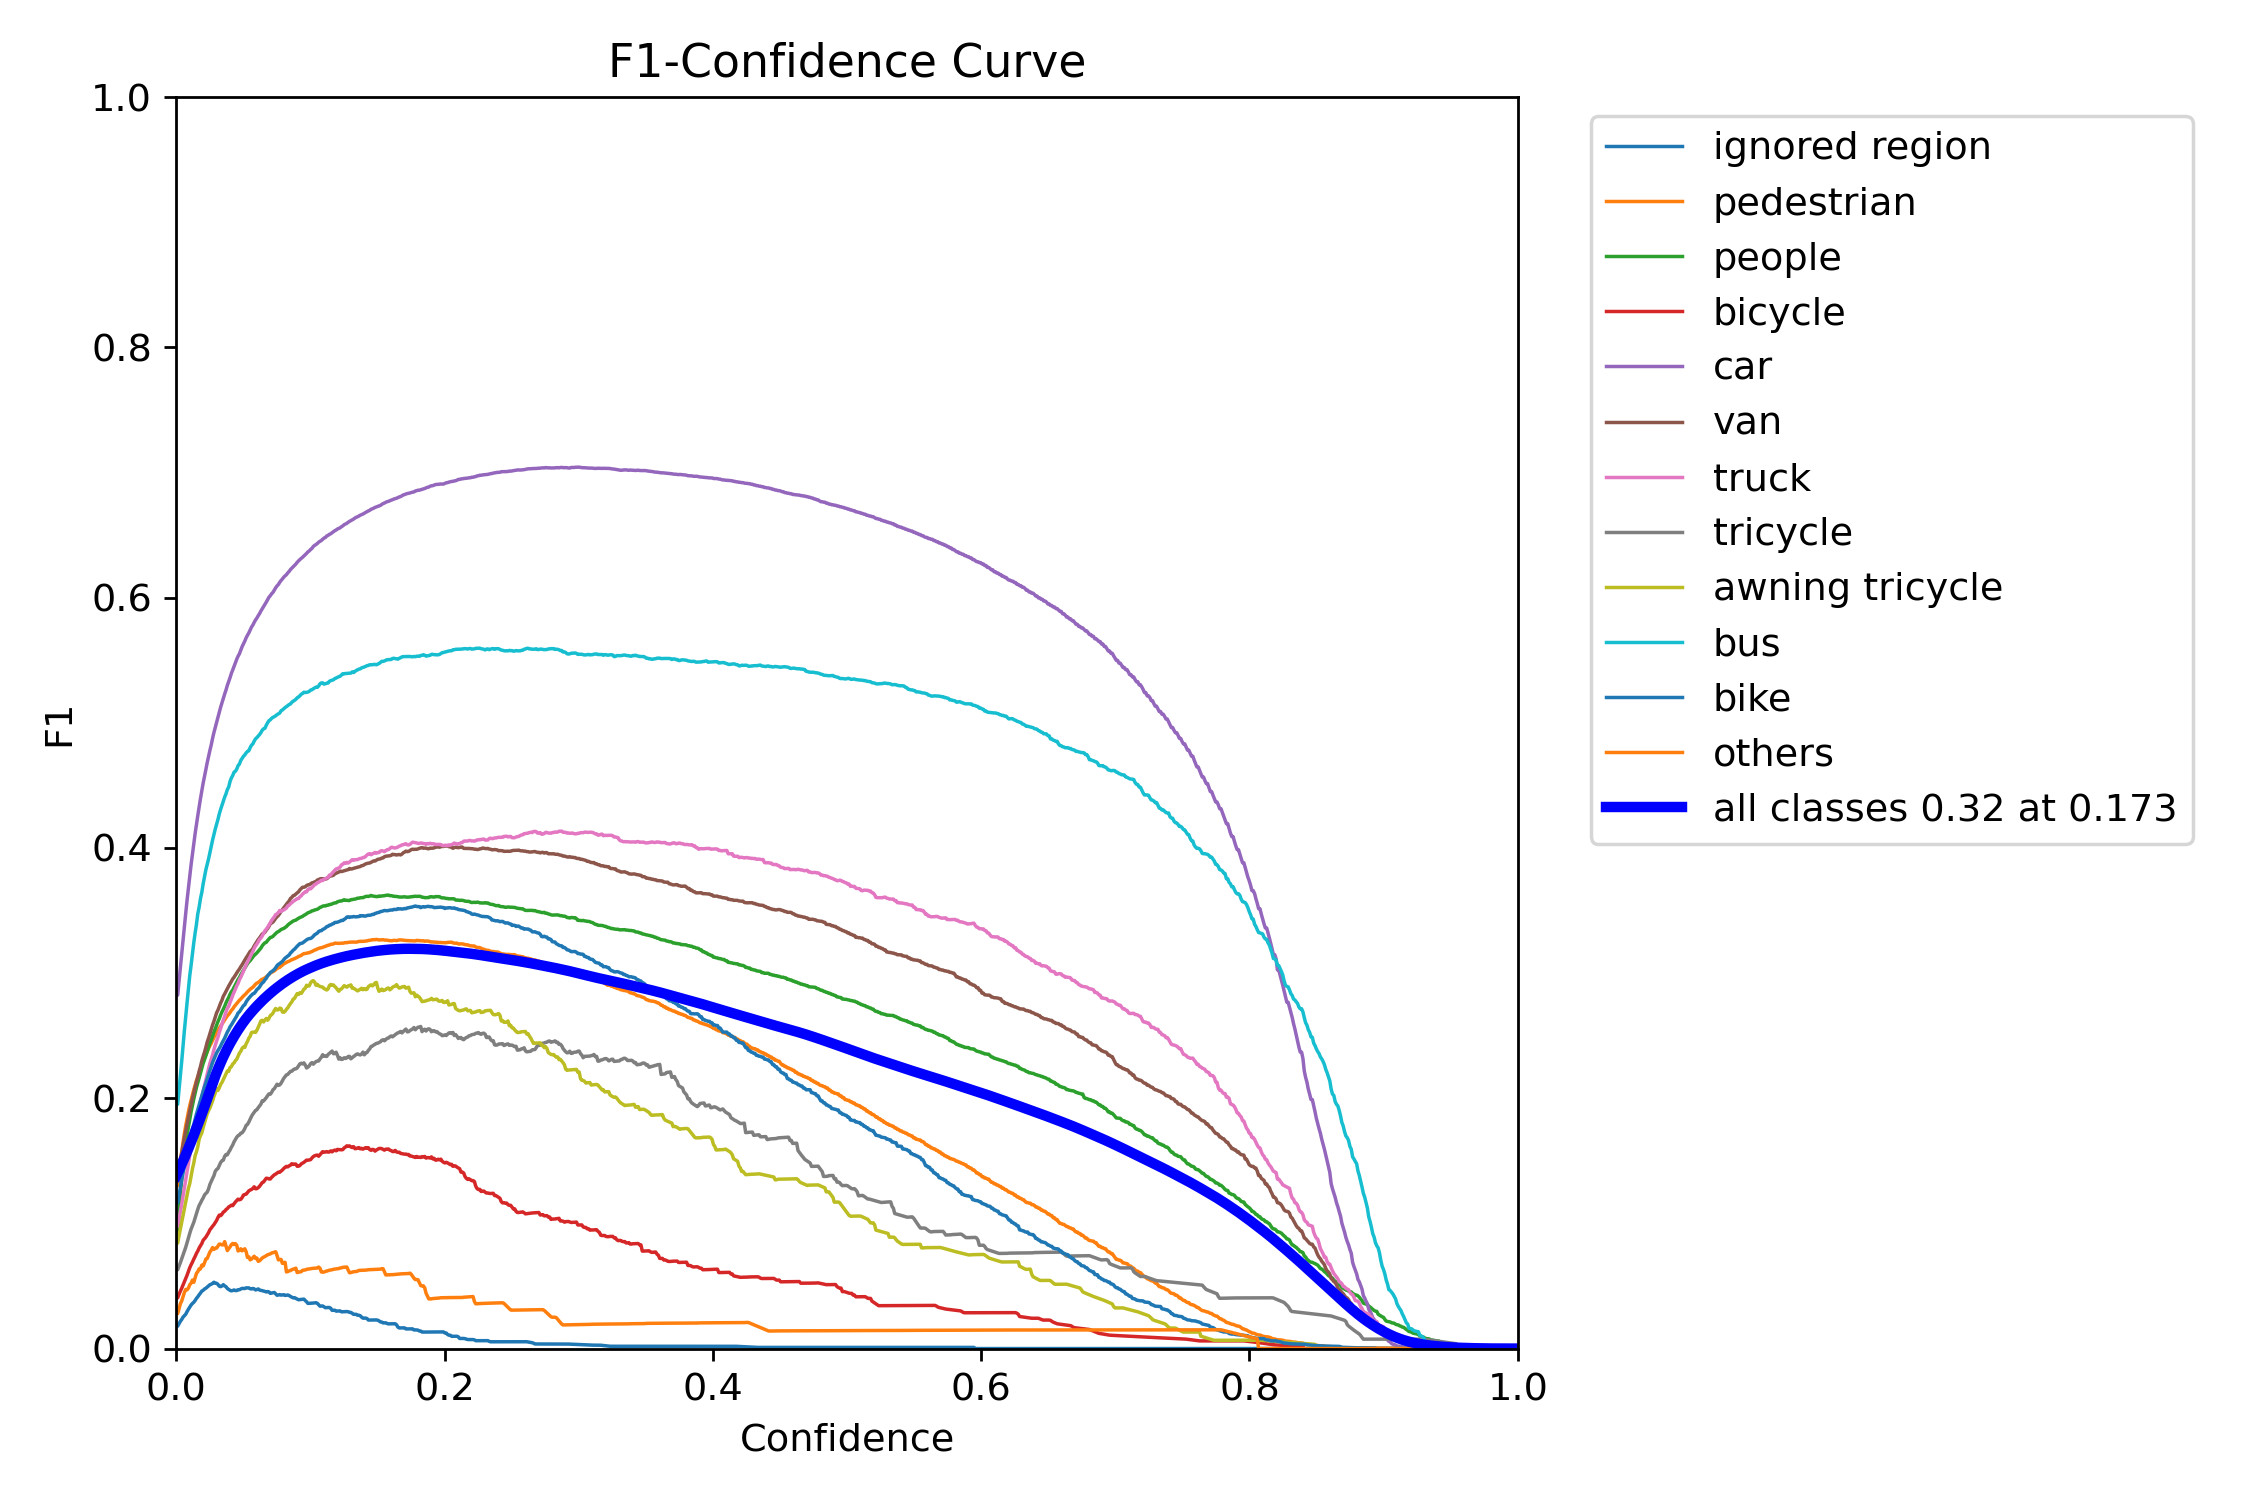 F1-Confidence Curve
1.0
0.8
0.6
0.4
0.2
0.0
F1
0.0 0.2 0.4 0.6 0.8 1.0
Confidence
ignored region
pedestrian
people
bicycle
car
van
truck
tricycle
awning tricycle
bus
bike
others
all classes 0.32 at 0.173